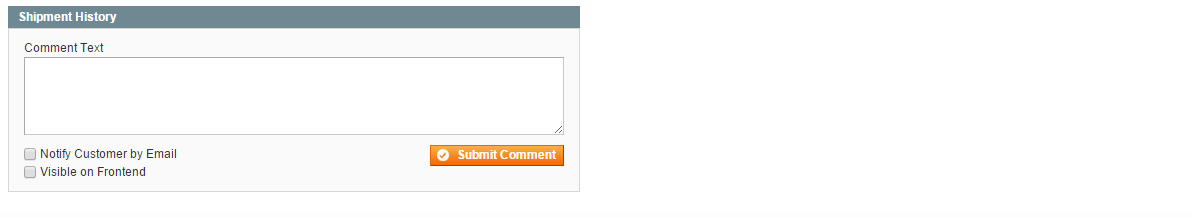 Shipment History
Comment Text
Notify Customer by Email
Submit Comment
Visible on Frontend